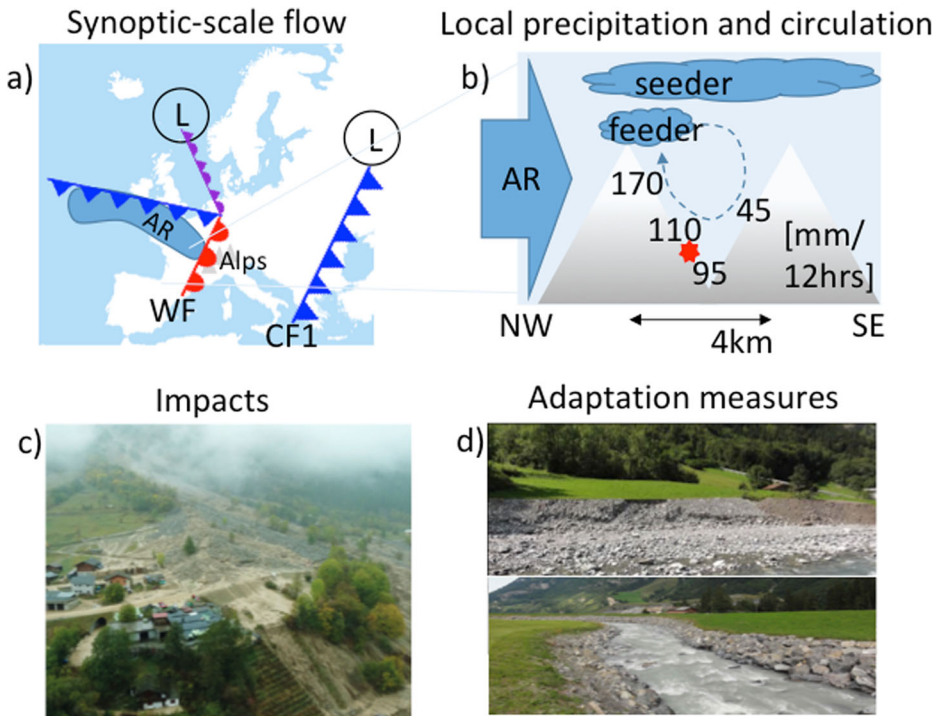 Synoptic-scale flow
a)
L
L
AR
Alps
WF
CF1
Local precipitation and circulation
b)
seeder
feeder
AR
170
45
110
95
[mm/
12hrs]
NW
SE
4km
Impacts
c)
Adaptation measures
d)